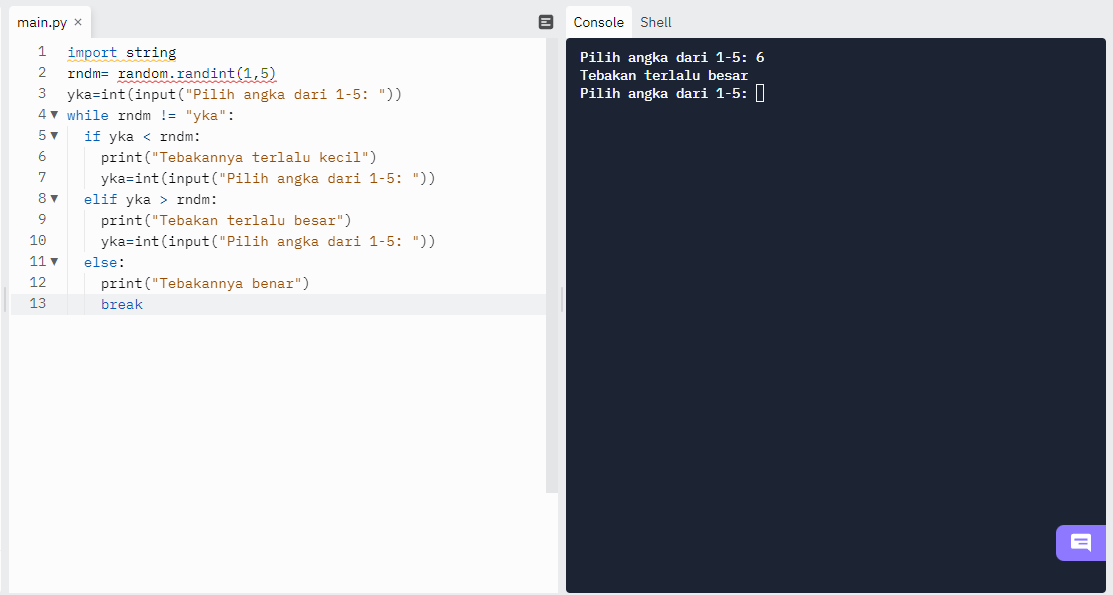 main.py ×
Console Shell
1 import string
2 rndm= random.randint(1,5)
3 yka=int(input("Pilih angka dari 1-5: "))
4 while rndm != "yka":
5 if yka < rndm:
6 print("Tebakannya terlalu kecil")
7 yka=int(input("Pilih angka dari 1-5: "))
8 elif yka > rndm:
9 print("Tebakan terlalu besar")
10 yka=int(input("Pilih angka dari 1-5: "))
11 else:
12 print("Tebakannya benar")
13 break
Pilih angka dari 1-5: 6
Tebakan terlalu besar
Pilih angka dari 1-5: